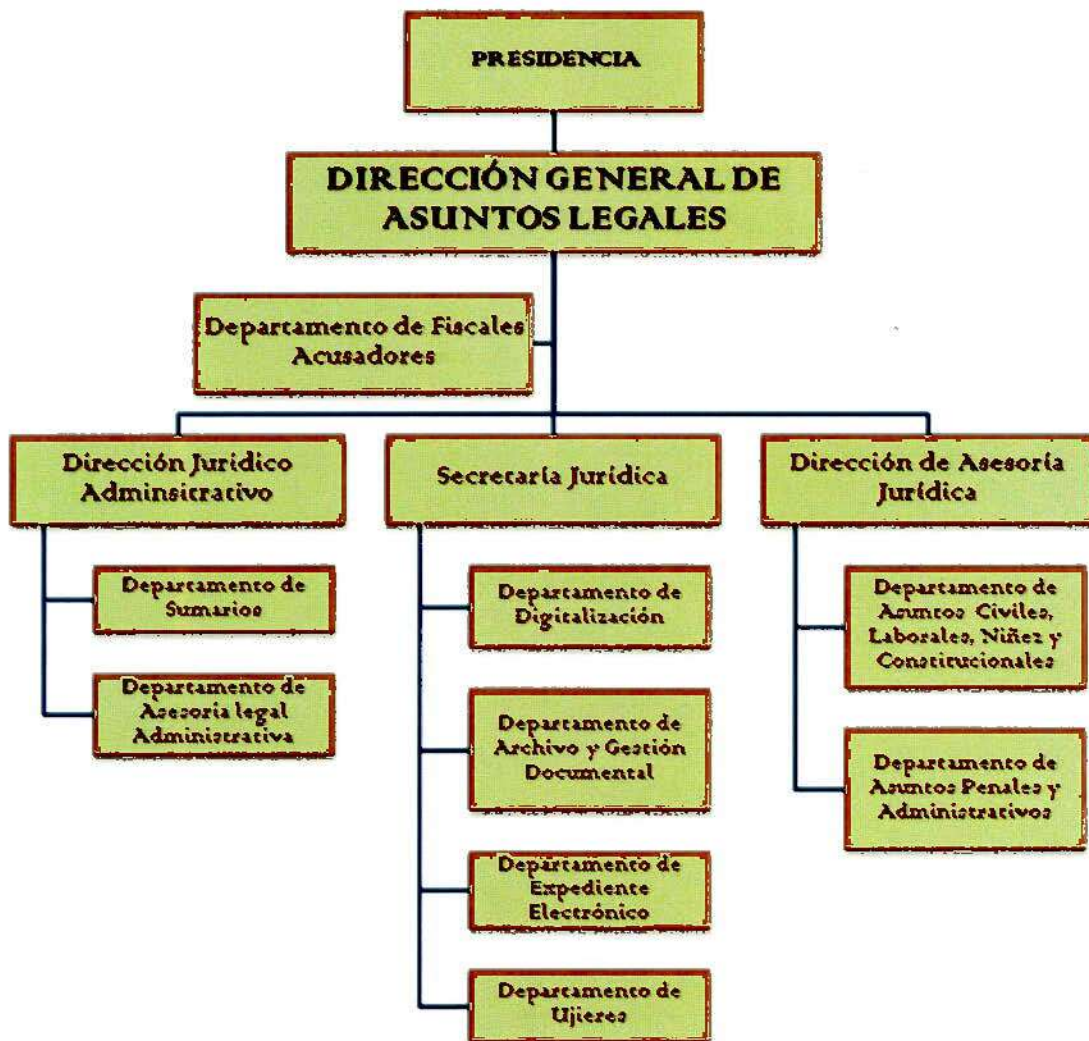 PRESIDENCIA
DIRECCIÓN GENERAL DE
ASUNTOS LEGALES
Departamento de Fiscales
Acusadores
Dirección Jurídico
Adminsitrativo
Departamento de
Sumarios
Departamento de
Asesoría legal
Administrativa
Secretaría Jurídica
Departamento de
Digitalización
Departamento de
Archivo y Gestión
Documental
Departamento de
Expediente
Electrónico
Departamento de
Ujieres
Dirección de Asesoría
Jurídica
Departamento de
Asuntos Civiles,
Laborales, Niñez y
Constitucionales
Departamento de
Asuntos Penales y
Administrativos